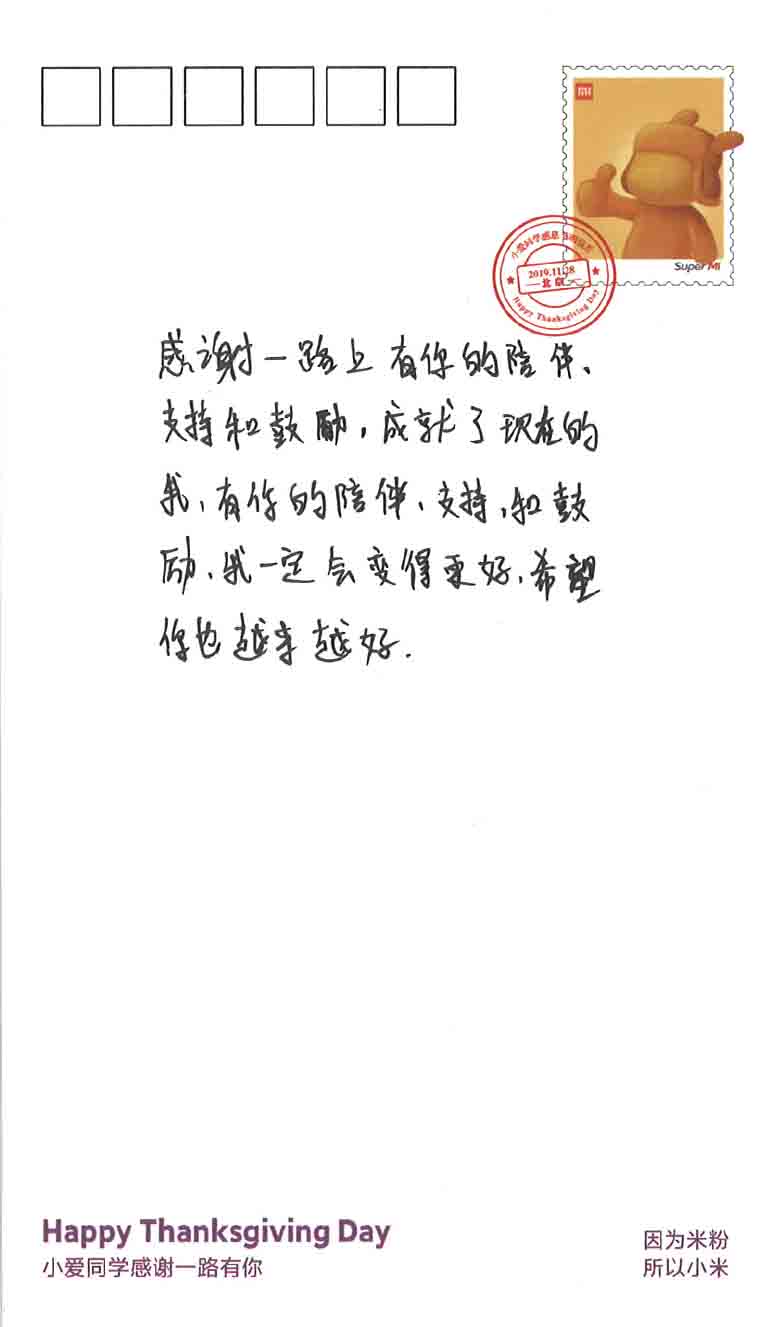 MI
Super Mi
小爱同学感恩
2019.11.28
北京
Happy Thanksgiving Day
感谢一路上有你的陪伴、
支持和鼓励，成就了现在的
我，有你的陪伴、支持，和鼓
励、我一定会变得更好，希望
你也越来越好.
Happy Thanksgiving Day
小爱同学感谢一路有你
因为米粉
所以小米